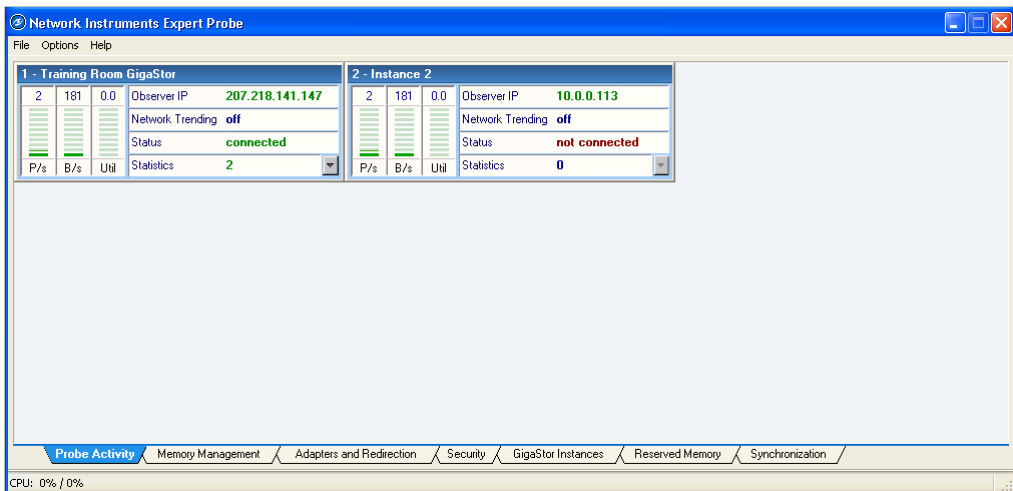 Network Instruments Expert Probe
File Options Help
1 - Training Room GigaStor
2 181 0.0 Observer IP 207.218.141.147
Network Trending off
Status connected
P/s B/s Util Statistics 2
2 - Instance 2
2 181 0.0 Observer IP 10.0.0.113
Network Trending off
Status not connected
P/s B/s Util Statistics 0
Probe Activity Memory Management Adapters and Redirection Security GigaStor Instances Reserved Memory Synchronization
CPU: 0% / 0%